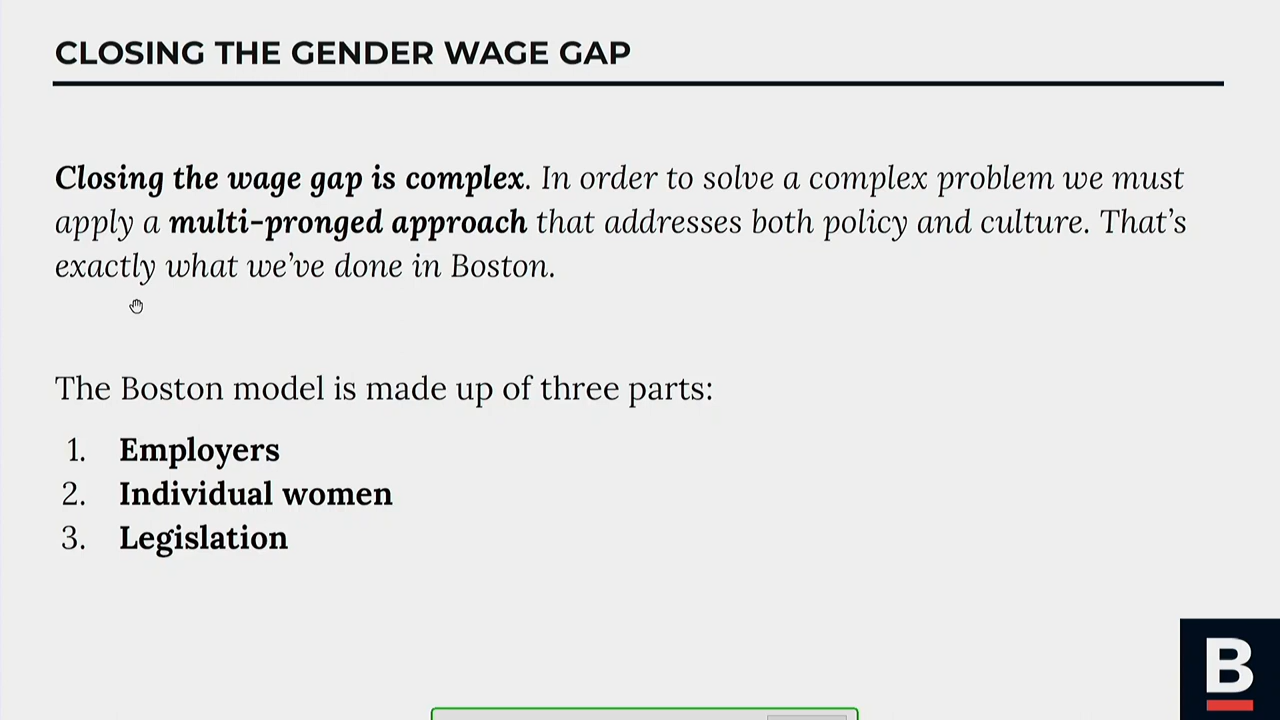 CLOSING THE GENDER WAGE GAP
Closing the wage gap is complex. In order to solve a complex problem we must
apply a multi-pronged approach that addresses both policy and culture. That's
exactly what we've done in Boston.
The Boston model is made up of three parts:
1. Employers
2. Individual women
3. Legislation
B